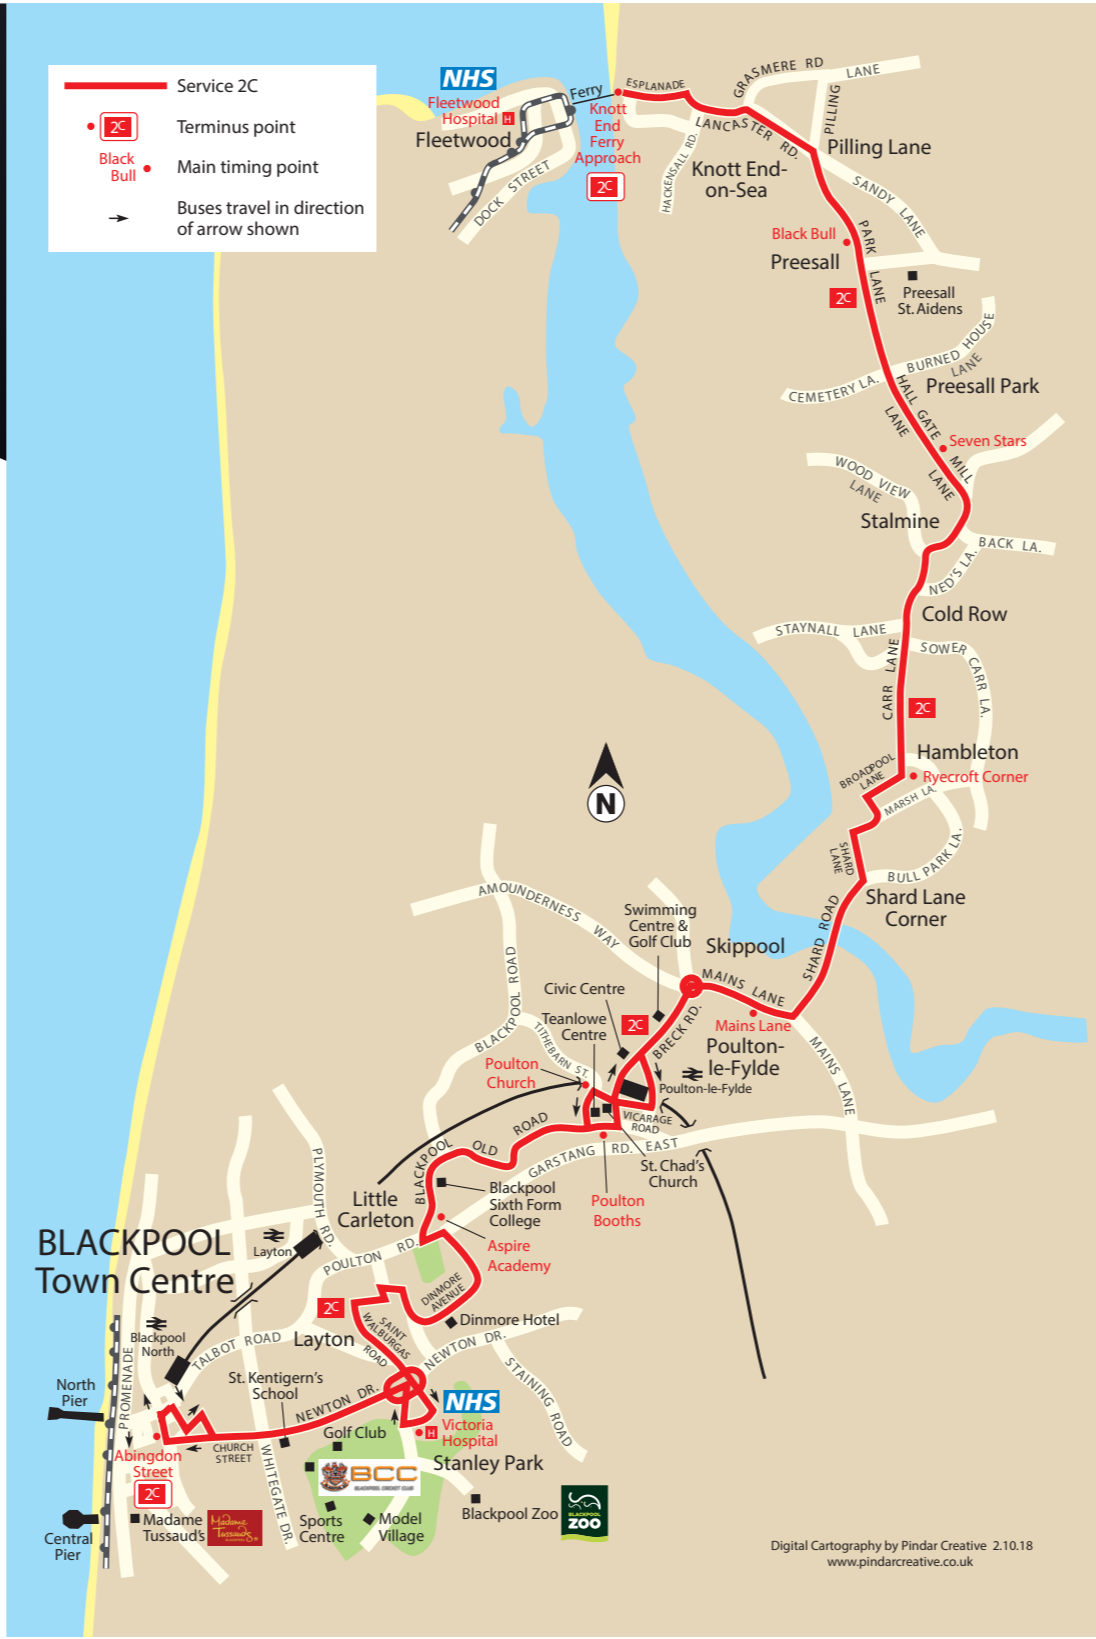 Service 2C
2C
Terminus point
Black
Bull
Main timing point
Buses travel in direction
of arrow shown
NHS
Fleetwood
Hospital H
Fleetwood
DOCK STREET
Ferry
Knott
End
Ferry
Approach
2C
ESPLANADE
GRASMERE RD
LANE
PILLING
LANCASTER RD.
HACKENSALL RD.
Knott End-
on-Sea
Pilling Lane
SANDY LANE
Black Bull
Preesall
PARK LANE
2C
Preesall
St. Aidens
BURNED HOUSE
LANE
CEMETERY LA.
Preesall Park
HALL GATE
LANE
Seven Stars
MILL
LANE
WOOD VIEW
LANE
Stalmine
BACK LA.
NED'S LA.
Cold Row
STAYNALL LANE
SOWER CARR LA.
CARR LANE
2C
Hambleton
BROADPOOL
LANE
Ryecroft Corner
MARSH LA.
SHARD
LANE
BULL PARK LA.
Shard Lane
Corner
SHARD ROAD
N
AMOUNDERNESS WAY
Swimming
Centre &
Golf Club
Skippool
MAINS LANE
Civic Centre
Teanlowe
Centre
2C
BRECK RD.
Mains Lane
Poulton-
le-Fylde
MAINS LANE
BLACKPOOL ROAD
TITHEBARN ST.
Poulton
Church
Poulton-le-Fylde
VICARAGE
ROAD
BLACKPOOL OLD ROAD
GARSTANG RD. EAST
St. Chad's
Church
Poulton
Booths
PLYMOUTH RD.
Little
Carleton
Blackpool
Sixth Form
College
Aspire
Academy
BLACKPOOL
Town Centre
Layton
POULTON RD.
DINMORE
AVENUE
2C
SAINT
WALBURGAS
ROAD
Dinmore Hotel
Blackpool
North
TALBOT ROAD
Layton
NEWTON DR.
STAINING ROAD
North
Pier
PROMENADE
St. Kentigern's
School
NEWTON DR.
NHS
H Victoria
Hospital
CHURCH
STREET
Golf Club
Abingdon
Street
2C
WHITEGATE DR.
BCC
BLACKPOOL CRICKET CLUB
Stanley Park
Central
Pier
Madame
Tussaud's
Madame
Tussauds
Sports
Centre
Model
Village
Blackpool Zoo
BLACKPOOL
ZOO
Digital Cartography by Pindar Creative 2.10.18
www.pindarcreative.co.uk